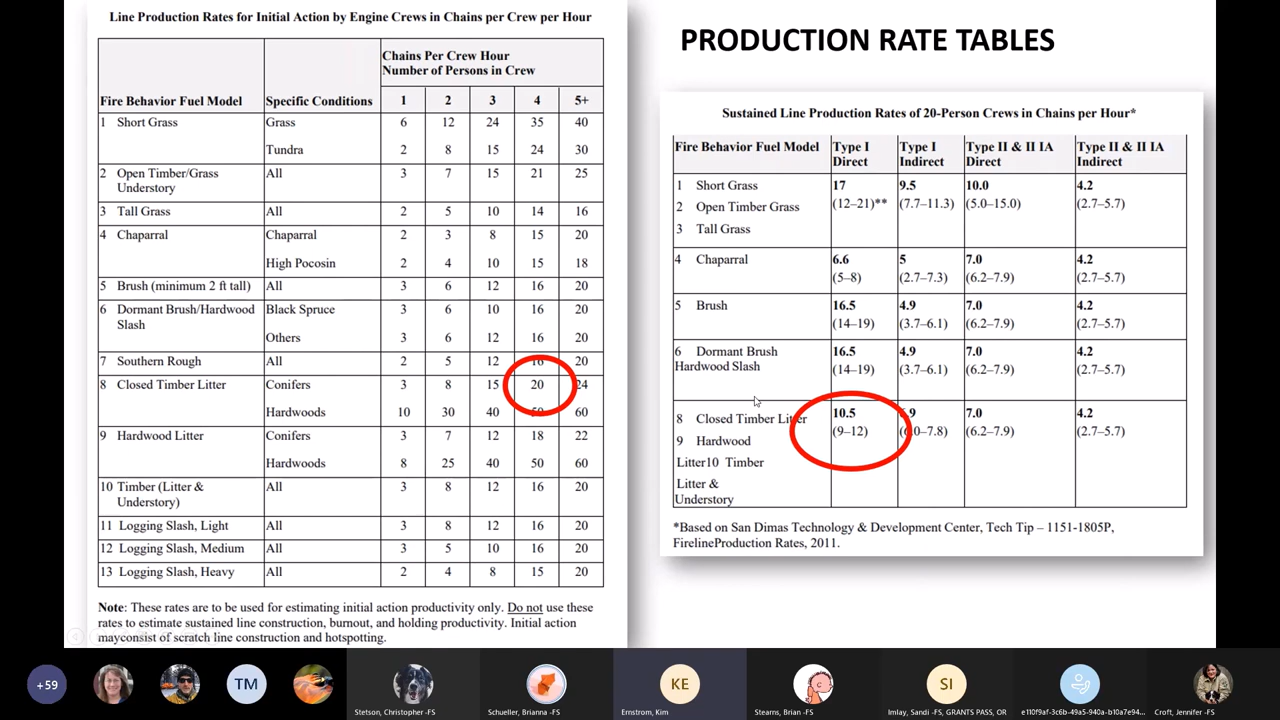 Line Production Rates for Initial Action by Engine Crews in Chains per Crew per Hour
Chains Per Crew Hour
Number of Persons in Crew
Fire Behavior Fuel Model Specific Conditions 1 2 3 4 5+
1 Short Grass Grass 6 12 24 35 40
Tundra 2 8 15 24 30
2 Open Timber/Grass All 3 7 15 21 25
Understory
3 Tall Grass All 2 5 10 14 16
4 Chaparral Chaparral 2 3 8 15 20
High Pocosin 2 4 10 15 18
5 Brush (minimum 2 ft tall) All 3 6 12 16 20
6 Dormant Brush/Hardwood Black Spruce 3 6 10 16 20
Slash
Others 3 6 12 16 20
7 Southern Rough All 2 5 12 16 20
8 Closed Timber Litter Conifers 3 8 15 20 24
Hardwoods 10 30 40 50 60
9 Hardwood Litter Conifers 3 7 12 18 22
Hardwoods 8 25 40 50 60
10 Timber (Litter & All 3 8 12 16 20
Understory)
11 Logging Slash, Light All 3 8 12 16 20
12 Logging Slash, Medium All 3 5 10 16 20
13 Logging Slash, Heavy All 2 4 8 15 20
Note: These rates are to be used for estimating initial action productivity only. Do not use these
rates to estimate sustained line construction, burnout, and holding productivity. Initial action
mayconsist of scratch line construction and hotspotting.
PRODUCTION RATE TABLES
Sustained Line Production Rates of 20-Person Crews in Chains per Hour*
Fire Behavior Fuel Model Type I Type I Type II & II IA Type II & II IA
Direct Indirect Direct Indirect
1 Short Grass 17 9.5 10.0 4.2
2 Open Timber Grass (12–21)** (7.7–11.3) (5.0–15.0) (2.7–5.7)
3 Tall Grass
4 Chaparral 6.6 5 7.0 4.2
(5–8) (2.7–7.3) (6.2–7.9) (2.7–5.7)
5 Brush 16.5 4.9 7.0 4.2
(14–19) (3.7–6.1) (6.2–7.9) (2.7–5.7)
6 Dormant Brush 16.5 4.9 7.0 4.2
Hardwood Slash (14–19) (3.7–6.1) (6.2–7.9) (2.7–5.7)
8 Closed Timber Litter 10.5 7.0 4.2
(9–12) (6.2–7.9) (2.7–5.7)
9 Hardwood
Litter10 Timber
Litter &
Understory
*Based on San Dimas Technology & Development Center, Tech Tip – 1151-1805P,
FirelineProduction Rates, 2011.
+59
TM
KE
SI
Stetson, Christopher -FS
Schueller, Brianna -FS
Ernstrom, Kim
Stearns, Brian -FS
Imlay, Sandi -FS, GRANTS PASS, OR
e110f9af-3c6b-49a5-940a-b10a7e94...
Croft, Jennifer -FS